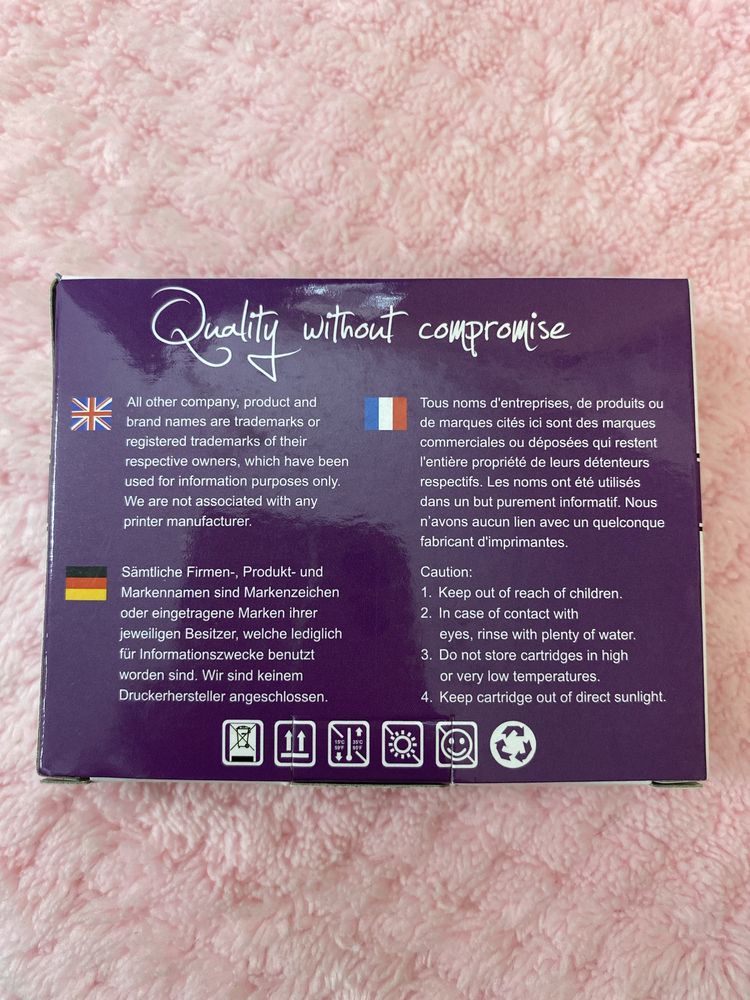 Quality without compromise
All other company, product and
brand names are trademarks or
registered trademarks of their
respective owners, which have been
used for information purposes only.
We are not associated with any
printer manufacturer.
Tous noms d'entreprises, de produits ou
de marques cités ici sont des marques
commerciales ou déposées qui restent
l'entière propriété de leurs détenteurs
respectifs. Les noms ont été utilisés
dans un but purement informatif. Nous
n'avons aucun lien avec un quelconque
fabricant d'imprimantes.
Sämtliche Firmen-, Produkt- und
Markennamen sind Markenzeichen
oder eingetragene Marken ihrer
jeweiligen Besitzer, welche lediglich
für Informationszwecke benutzt
worden sind. Wir sind keinem
Druckerhersteller angeschlossen.
Caution:
1. Keep out of reach of children.
2. In case of contact with
eyes, rinse with plenty of water.
3. Do not store cartridges in high
or very low temperatures.
4. Keep cartridge out of direct sunlight.
15°C 35°C
59°F 95°F